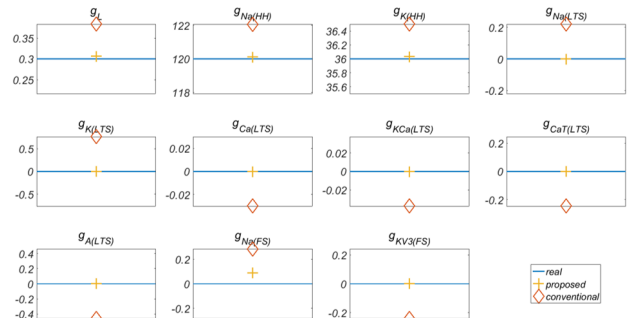 g_L g_Na(HH) g_K(HH) g_Na(LTS)
0.35 0.3 0.25
122 120 118
36.4 36.2 36 35.8 35.6
0.2 0 -0.2
g_K(LTS) g_Ca(LTS) g_KCa(LTS) g_CaT(LTS)
0.5 0 -0.5
0.02 0 -0.02
0.02 0 -0.02
0.2 0 -0.2
g_A(LTS) g_Na(FS) g_KV3(FS)
0.4 0.2 0 -0.2 -0.4
0.2 0 -0.2
0.2 0 -0.2
real
proposed
conventional